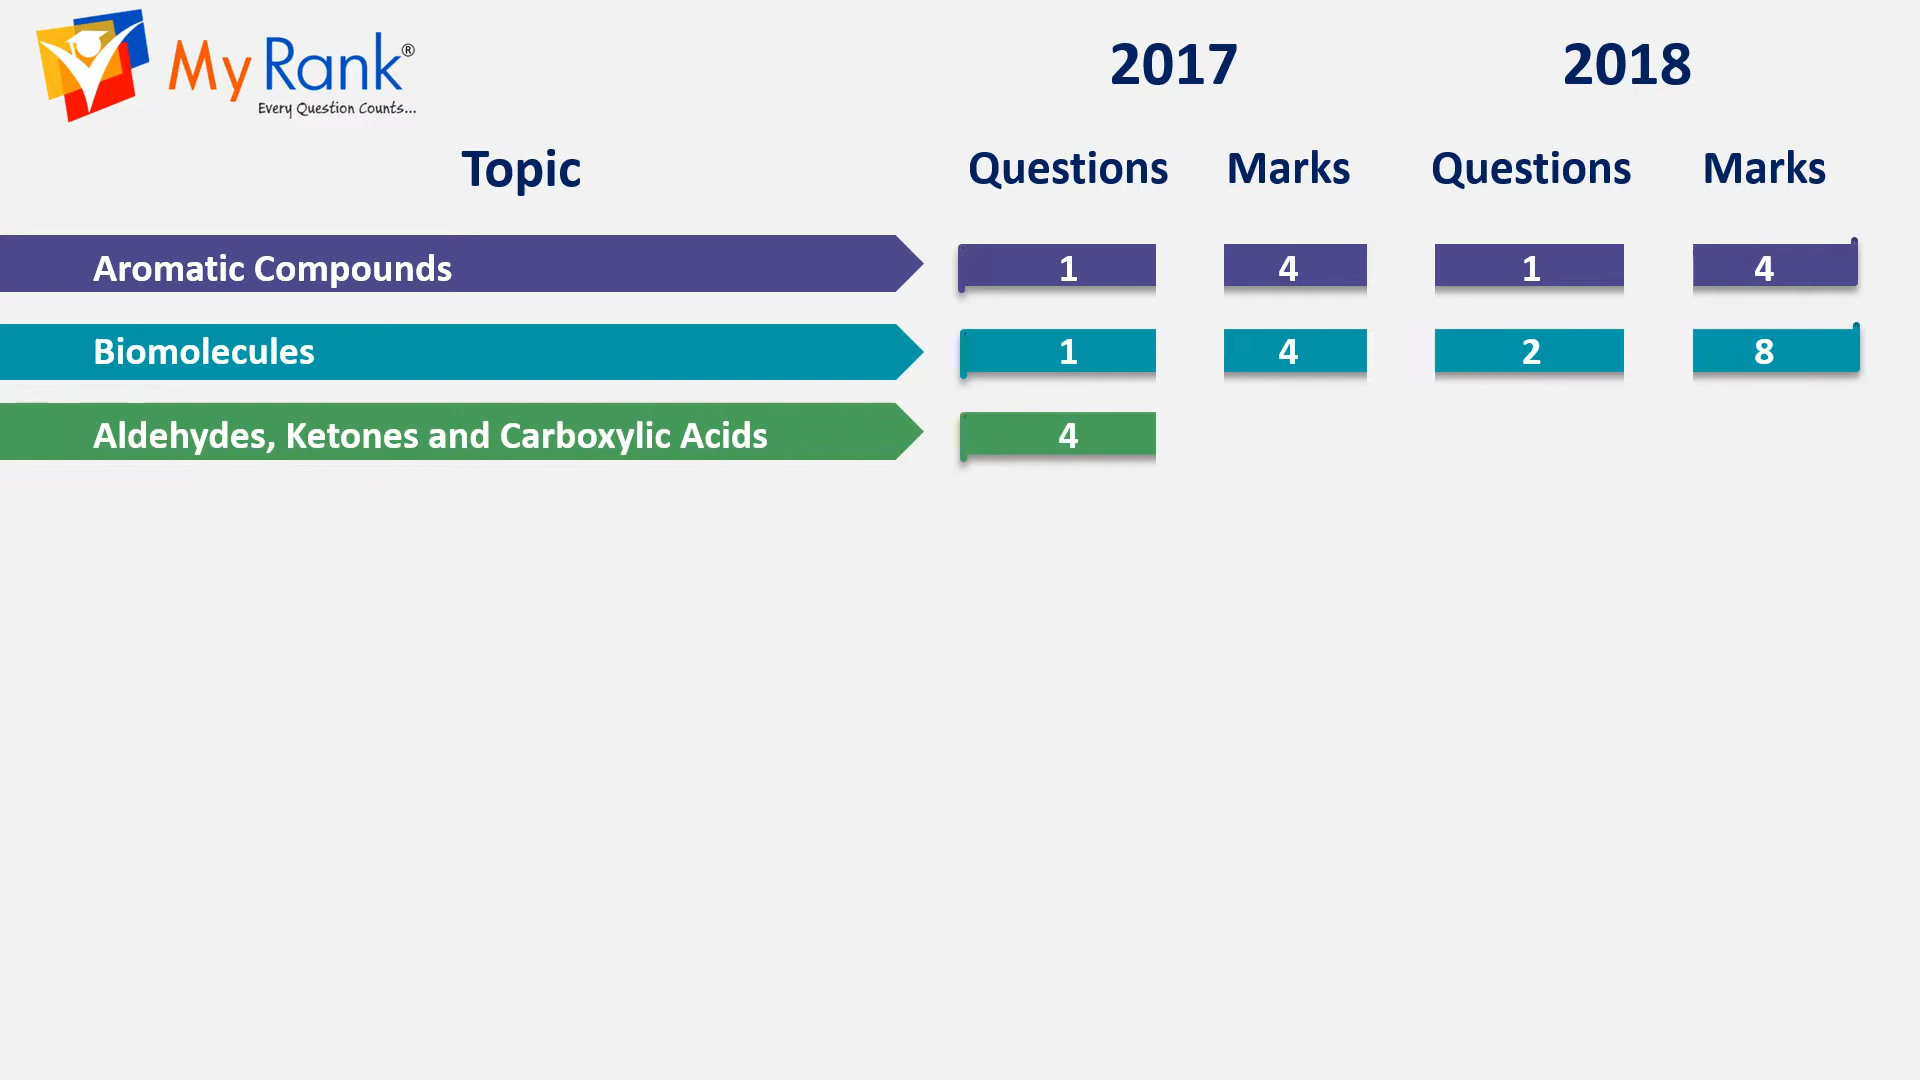 My Rank®
Every Question Counts...
2017 2018
Topic Questions Marks Questions Marks
Aromatic Compounds 1 4 1 4
Biomolecules 1 4 2 8
Aldehydes, Ketones and Carboxylic Acids 4